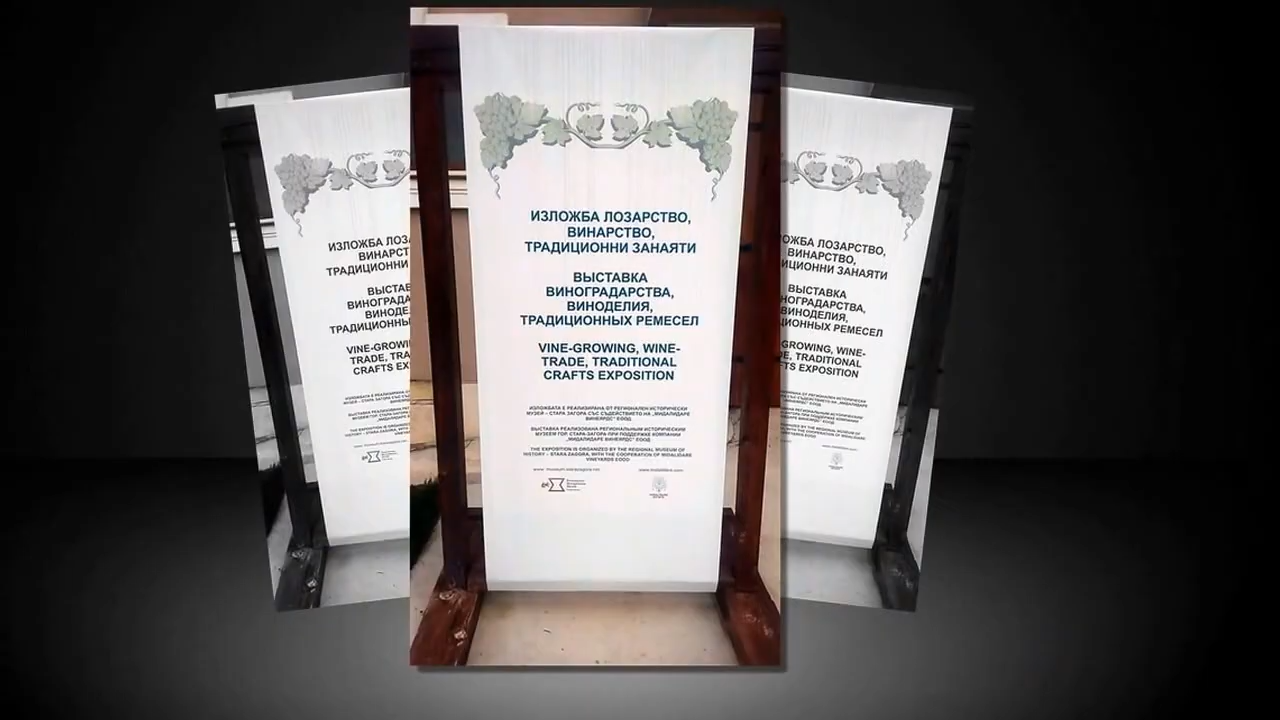 ИЗЛОЖБА ЛОЗАРСТВО,
ВИНАРСТВО,
ТРАДИЦИОННИ ЗАНАЯТИ
ВЫСТАВКА
ВИНОГРАДАРСТВА,
ВИНОДЕЛИЯ,
ТРАДИЦИОННЫХ РЕМЕСЕЛ
VINE-GROWING, WINE-
TRADE, TRADITIONAL
CRAFTS EXPOSITION
ИЗЛОЖБАТА Е РЕАЛИЗИРАНА ОТ РЕГИОНАЛЕН ИСТОРИЧЕСКИ
МУЗЕЙ – СТАРА ЗАГОРА СЪС СЪДЕЙСТВИЕТО НА „МИДАЛИДАРЕ
ВИНЕЯРДС" ЕООД
ВЫСТАВКА РЕАЛИЗОВАНА РЕГИОНАЛЬНЫМ ИСТОРИЧЕСКИМ
МУЗЕЕМ ГОР. СТАРА-ЗАГОРА ПРИ ПОДДЕРЖКЕ КОМПАНИИ
„МИДАЛИДАРЕ ВИНЕЯРДС" ЕООД
THE EXPOSITION IS ORGANIZED BY THE REGIONAL MUSEUM OF
HISTORY – STARA ZAGORA, WITH THE COOPERATION OF MIDALIDARE
VINEYARDS EOOD